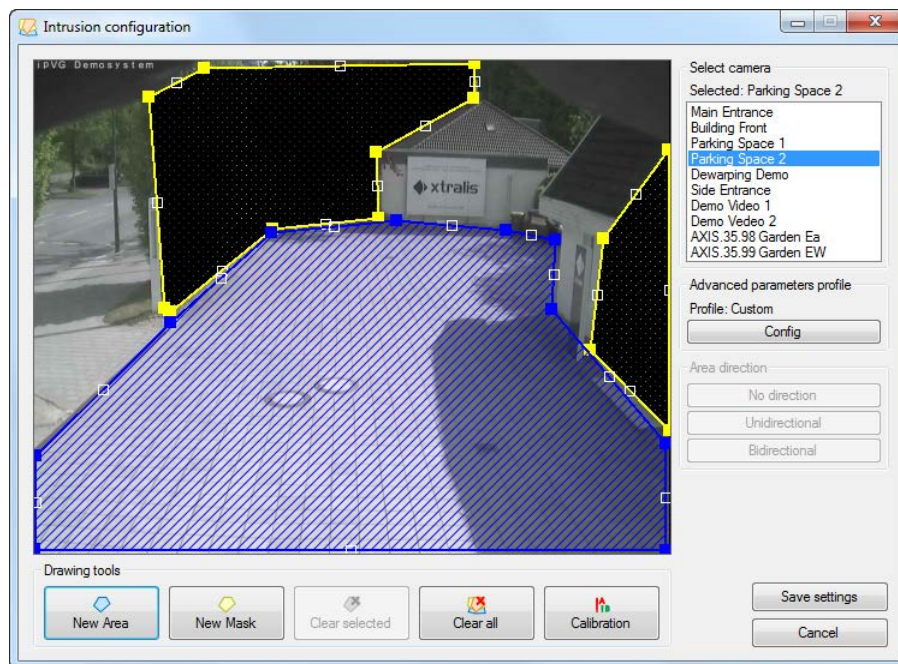 Intrusion configuration
iPVG Demosystem
xtralis
Select camera
Selected: Parking Space 2
Main Entrance
Building Front
Parking Space 1
Parking Space 2
Dewarping Demo
Side Entrance
Demo Video 1
Demo Vedeo 2
AXIS.35.98 Garden Ea
AXIS.35.99 Garden EW
Advanced parameters profile
Profile: Custom
Config
Area direction
No direction
Unidirectional
Bidirectional
Drawing tools
New Area
New Mask
Clear selected
Clear all
Calibration
Save settings
Cancel